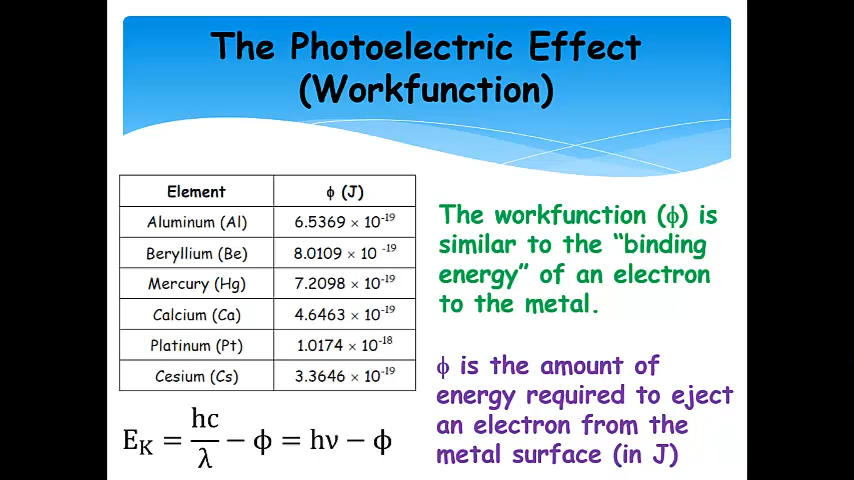 The Photoelectric Effect
(Workfunction)
Element ϕ (J)
Aluminum (Al) 6.5369 × 10⁻¹⁹
Beryllium (Be) 8.0109 × 10 ⁻¹⁹
Mercury (Hg) 7.2098 × 10⁻¹⁹
Calcium (Ca) 4.6463 × 10⁻¹⁹
Platinum (Pt) 1.0174 × 10⁻¹⁸
Cesium (Cs) 3.3646 × 10⁻¹⁹
E_K = hc/λ − ϕ = hν − ϕ
The workfunction (ϕ) is
similar to the “binding
energy” of an electron
to the metal.
ϕ is the amount of
energy required to eject
an electron from the
metal surface (in J)